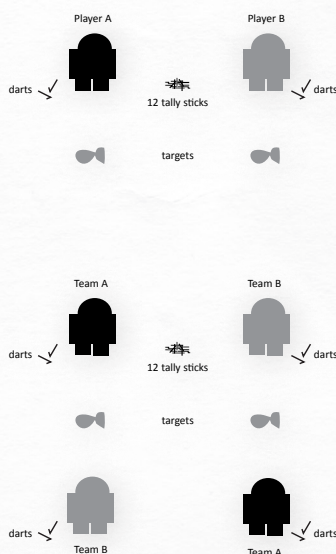 Player A Player B
darts darts
12 tally sticks
targets
Team A Team B
darts darts
12 tally sticks
targets
darts darts
Team B Team A